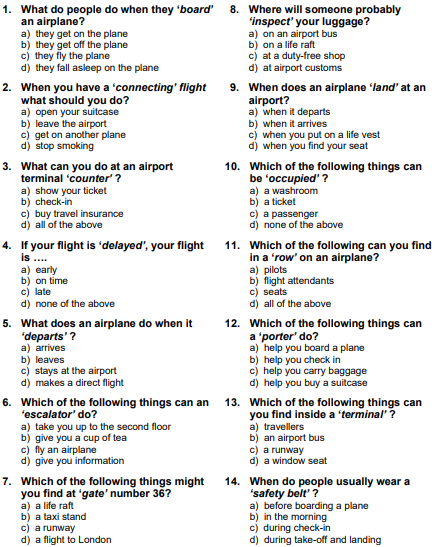 1. What do people do when they ‘board’
an airplane?
a) they get on the plane
b) they get off the plane
c) they fly the plane
d) they fall asleep on the plane
2. When you have a ‘connecting’ flight
what should you do?
a) open your suitcase
b) leave the airport
c) get on another plane
d) stop smoking
3. What can you do at an airport
terminal ‘counter’ ?
a) show your ticket
b) check-in
c) buy travel insurance
d) all of the above
4. If your flight is ‘delayed’, your flight
is ....
a) early
b) on time
c) late
d) none of the above
5. What does an airplane do when it
‘departs’ ?
a) arrives
b) leaves
c) stays at the airport
d) makes a direct flight
6. Which of the following things can an
‘escalator’ do?
a) take you up to the second floor
b) give you a cup of tea
c) fly an airplane
d) give you information
7. Which of the following things might
you find at ‘gate’ number 36?
a) a life raft
b) a taxi stand
c) a runway
d) a flight to London
8. Where will someone probably
‘inspect’ your luggage?
a) on an airport bus
b) on a life raft
c) at a duty-free shop
d) at airport customs
9. When does an airplane ‘land’ at an
airport?
a) when it departs
b) when it arrives
c) when you put on a life vest
d) when you find your seat
10. Which of the following things can
be ‘occupied’ ?
a) a washroom
b) a ticket
c) a passenger
d) none of the above
11. Which of the following can you find
in a ‘row’ on an airplane?
a) pilots
b) flight attendants
c) seats
d) all of the above
12. Which of the following things can
a ‘porter’ do?
a) help you board a plane
b) help you check in
c) help you carry baggage
d) help you buy a suitcase
13. Which of the following things can
you find inside a ‘terminal’ ?
a) travellers
b) an airport bus
c) a runway
d) a window seat
14. When do people usually wear a
‘safety belt’ ?
a) before boarding a plane
b) in the morning
c) during check-in
d) during take-off and landing